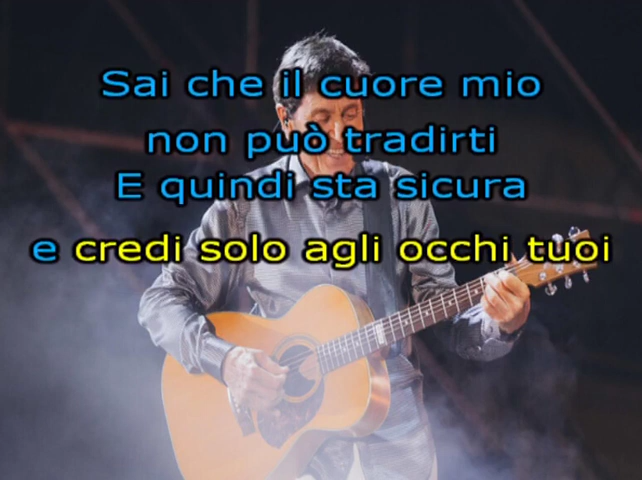 Sai che il cuore mio
non può tradirti
E quindi sta sicura
e credi solo agli occhi tuoi